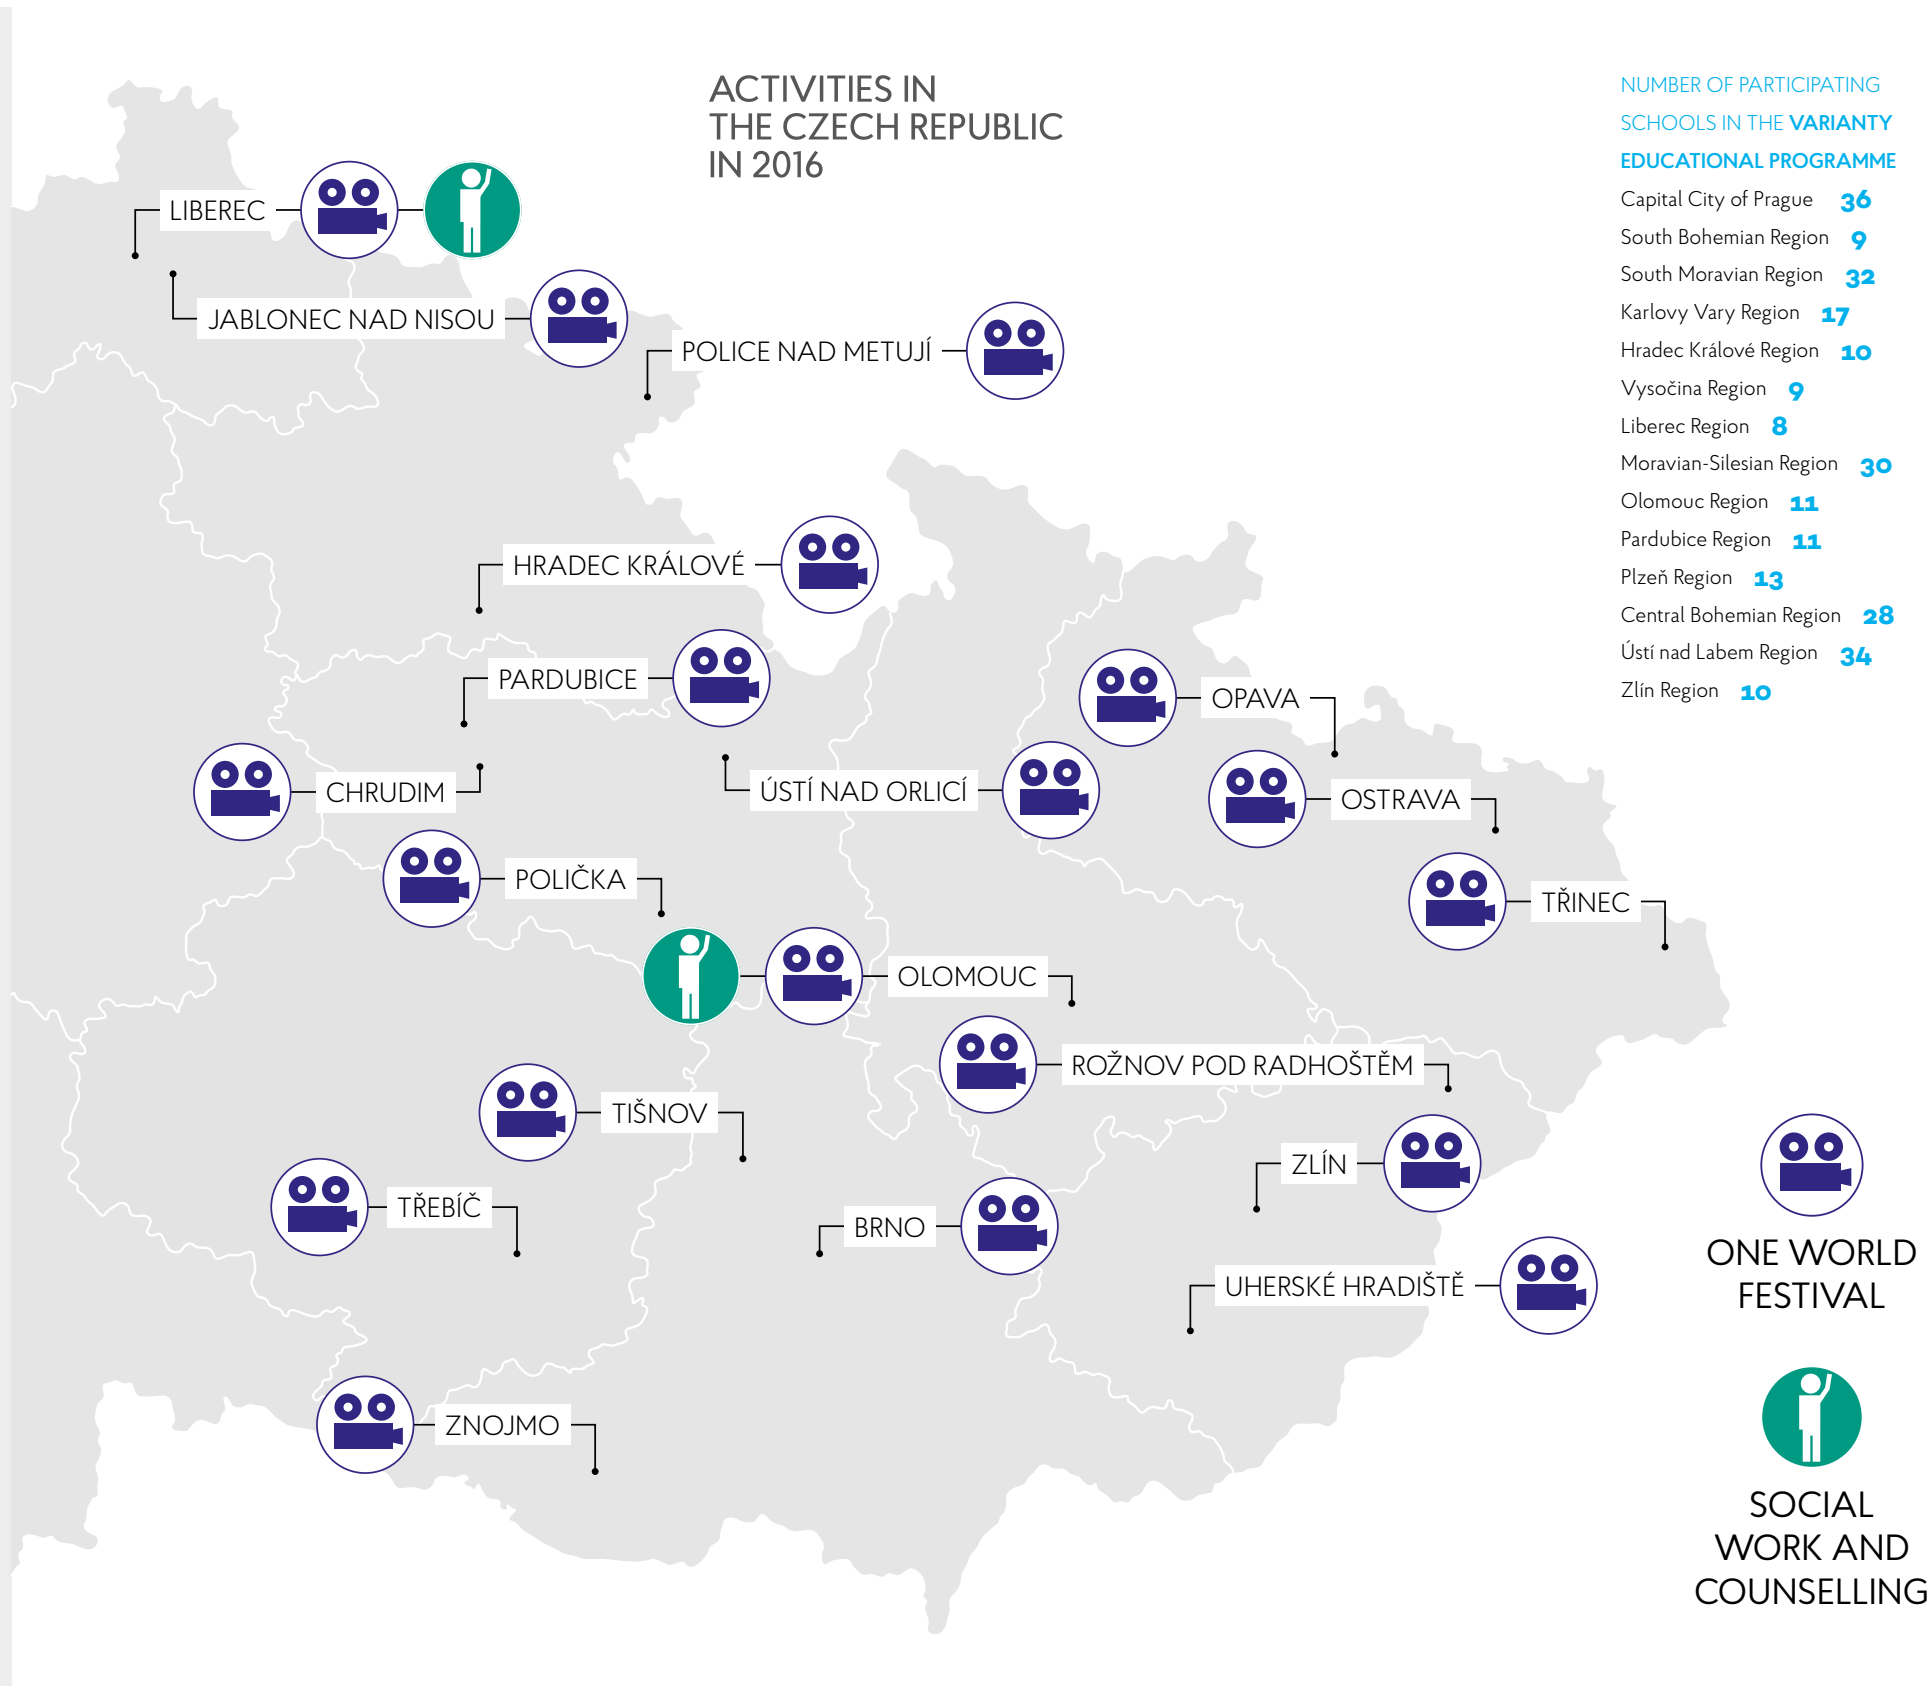 ACTIVITIES IN
THE CZECH REPUBLIC
IN 2016
NUMBER OF PARTICIPATING
SCHOOLS IN THE VARIANTY
EDUCATIONAL PROGRAMME
Capital City of Prague 36
South Bohemian Region 9
South Moravian Region 32
Karlovy Vary Region 17
Hradec Králové Region 10
Vysočina Region 9
Liberec Region 8
Moravian-Silesian Region 30
Olomouc Region 11
Pardubice Region 11
Plzeň Region 13
Central Bohemian Region 28
Ústí nad Labem Region 34
Zlín Region 10
LIBEREC
JABLONEC NAD NISOU
POLICE NAD METUJÍ
HRADEC KRÁLOVÉ
PARDUBICE
OPAVA
CHRUDIM
ÚSTÍ NAD ORLICÍ
OSTRAVA
POLIČKA
TŘINEC
OLOMOUC
ROŽNOV POD RADHOŠTĚM
TIŠNOV
ZLÍN
TŘEBÍČ
BRNO
UHERSKÉ HRADIŠTĚ
ZNOJMO
ONE WORLD
FESTIVAL
SOCIAL
WORK AND
COUNSELLING